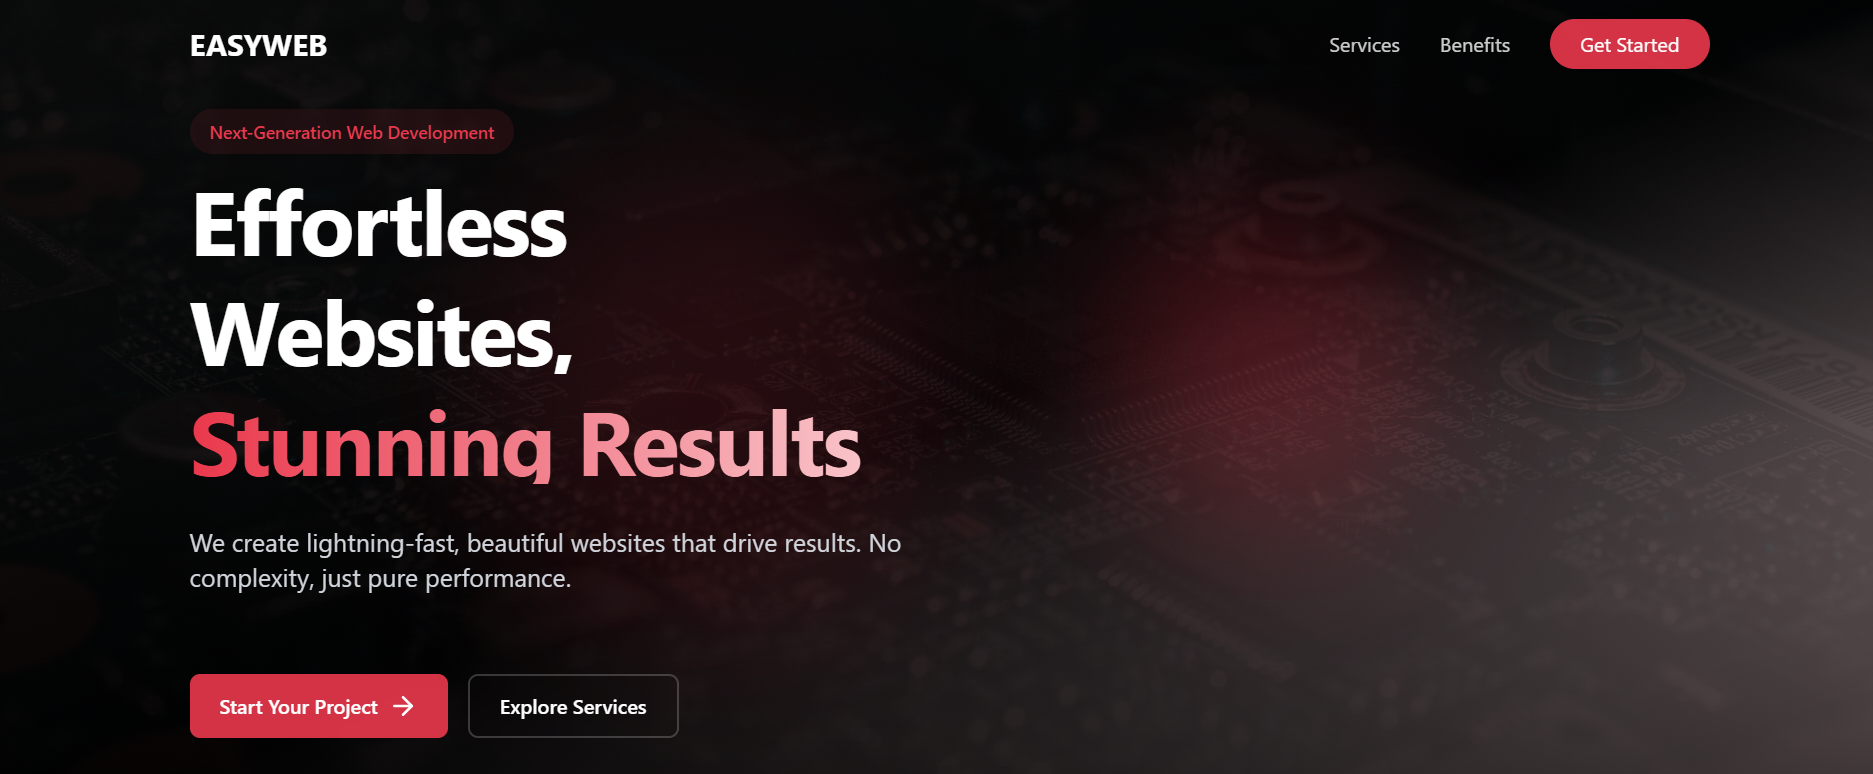 EASYWEB
Services
Benefits
Get Started
Next-Generation Web Development
Effortless
Websites,
Stunning Results
We create lightning-fast, beautiful websites that drive results. No
complexity, just pure performance.
Start Your Project
Explore Services